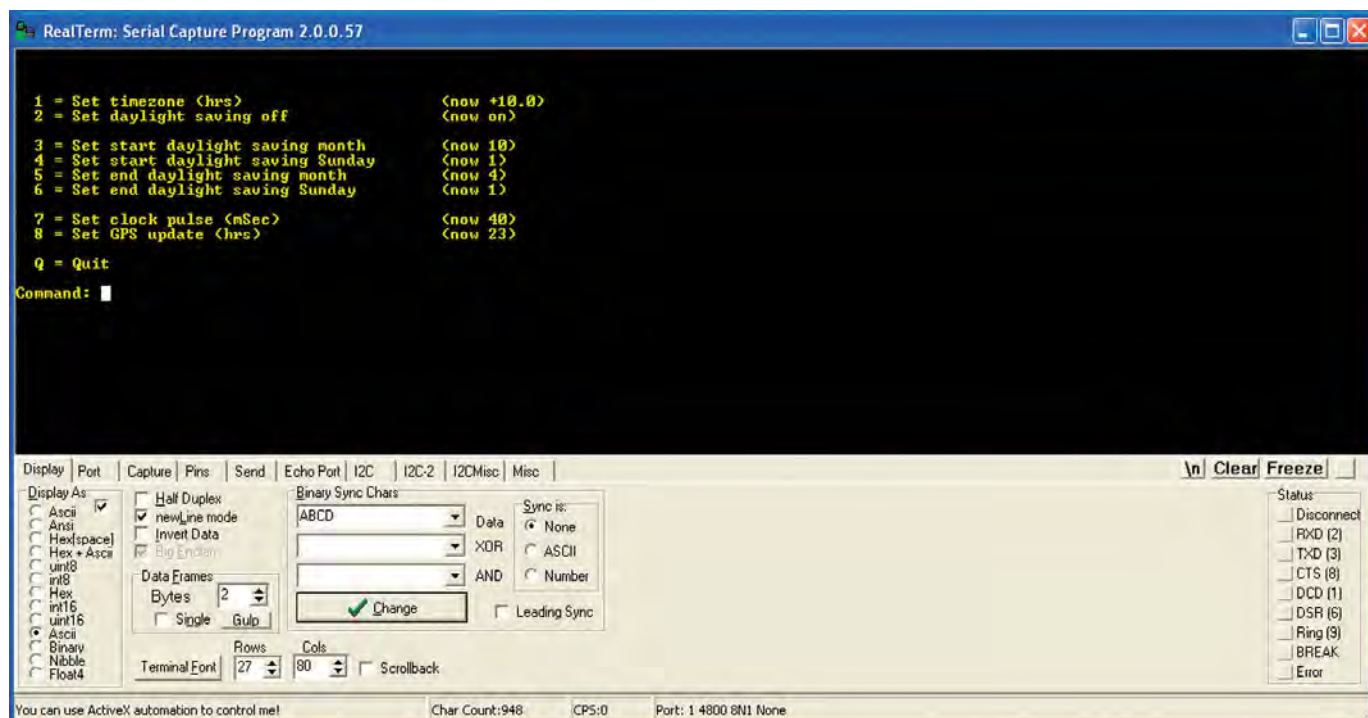 RealTerm: Serial Capture Program 2.0.0.57
1 = Set timezone (hrs) (now +10.0)
2 = Set daylight saving off (now on)
3 = Set start daylight saving month (now 10)
4 = Set start daylight saving Sunday (now 1)
5 = Set end daylight saving month (now 4)
6 = Set end daylight saving Sunday (now 1)
7 = Set clock pulse (mSec) (now 40)
8 = Set GPS update (hrs) (now 23)
Q = Quit
Command:
Display Port Capture Pins Send Echo Port I2C I2C-2 I2CMisc Misc \n Clear Freeze
Display As
Ascii
Ansi
Hex[space]
Hex + Ascii
uint8
int8
Hex
int16
uint16
Ascii
Binary
Nibble
Float4
Half Duplex
newLine mode
Invert Data
Big Endian
Data Frames
Bytes 2
Single Gulp
Rows Cols
Terminal Font 27 80 Scrollback
Binary Sync Chars
ABCD Data
XOR
AND
Change
Sync is:
None
ASCII
Number
Leading Sync
Status
Disconnect
RXD (2)
TXD (3)
CTS (8)
DCD (1)
DSR (6)
Ring (9)
BREAK
Error
You can use ActiveX automation to control me! Char Count:948 CPS:0 Port: 1 4800 8N1 None